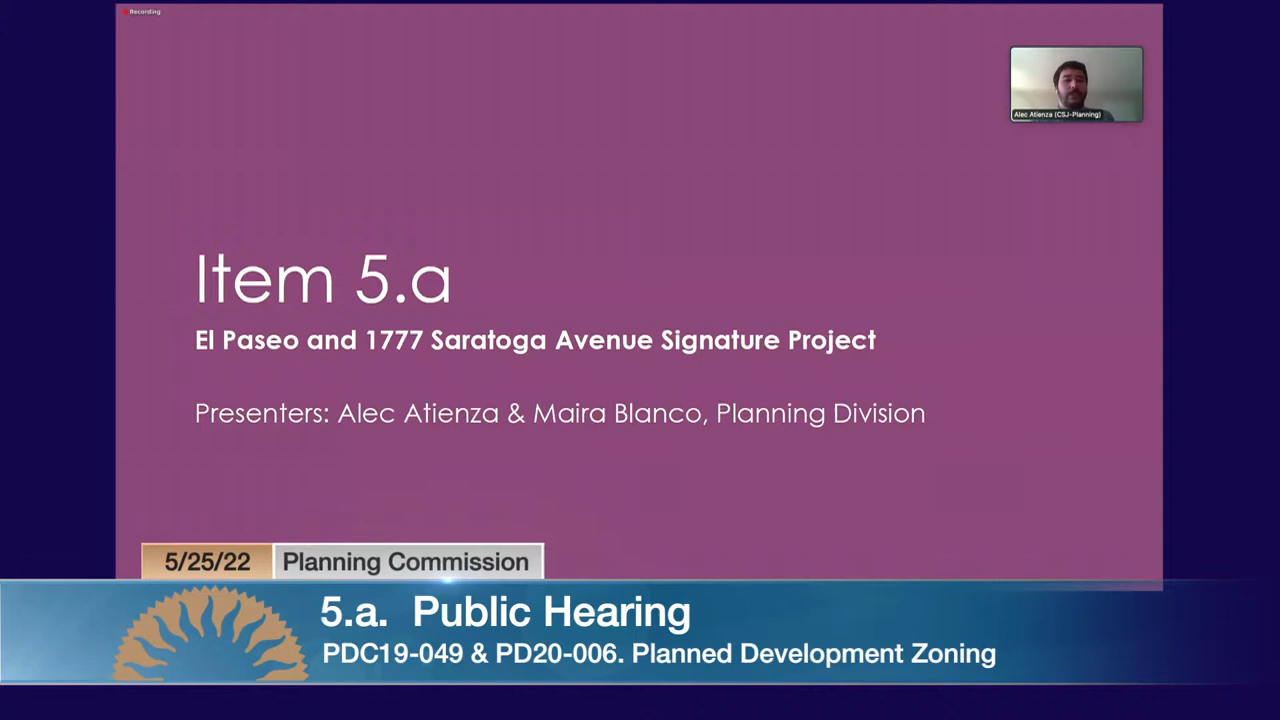 Recording
Alec Atienza (CSJ-Planning)
Item 5.a
El Paseo and 1777 Saratoga Avenue Signature Project
Presenters: Alec Atienza & Maira Blanco, Planning Division
5/25/22 Planning Commission
5.a. Public Hearing
PDC19-049 & PD20-006. Planned Development Zoning